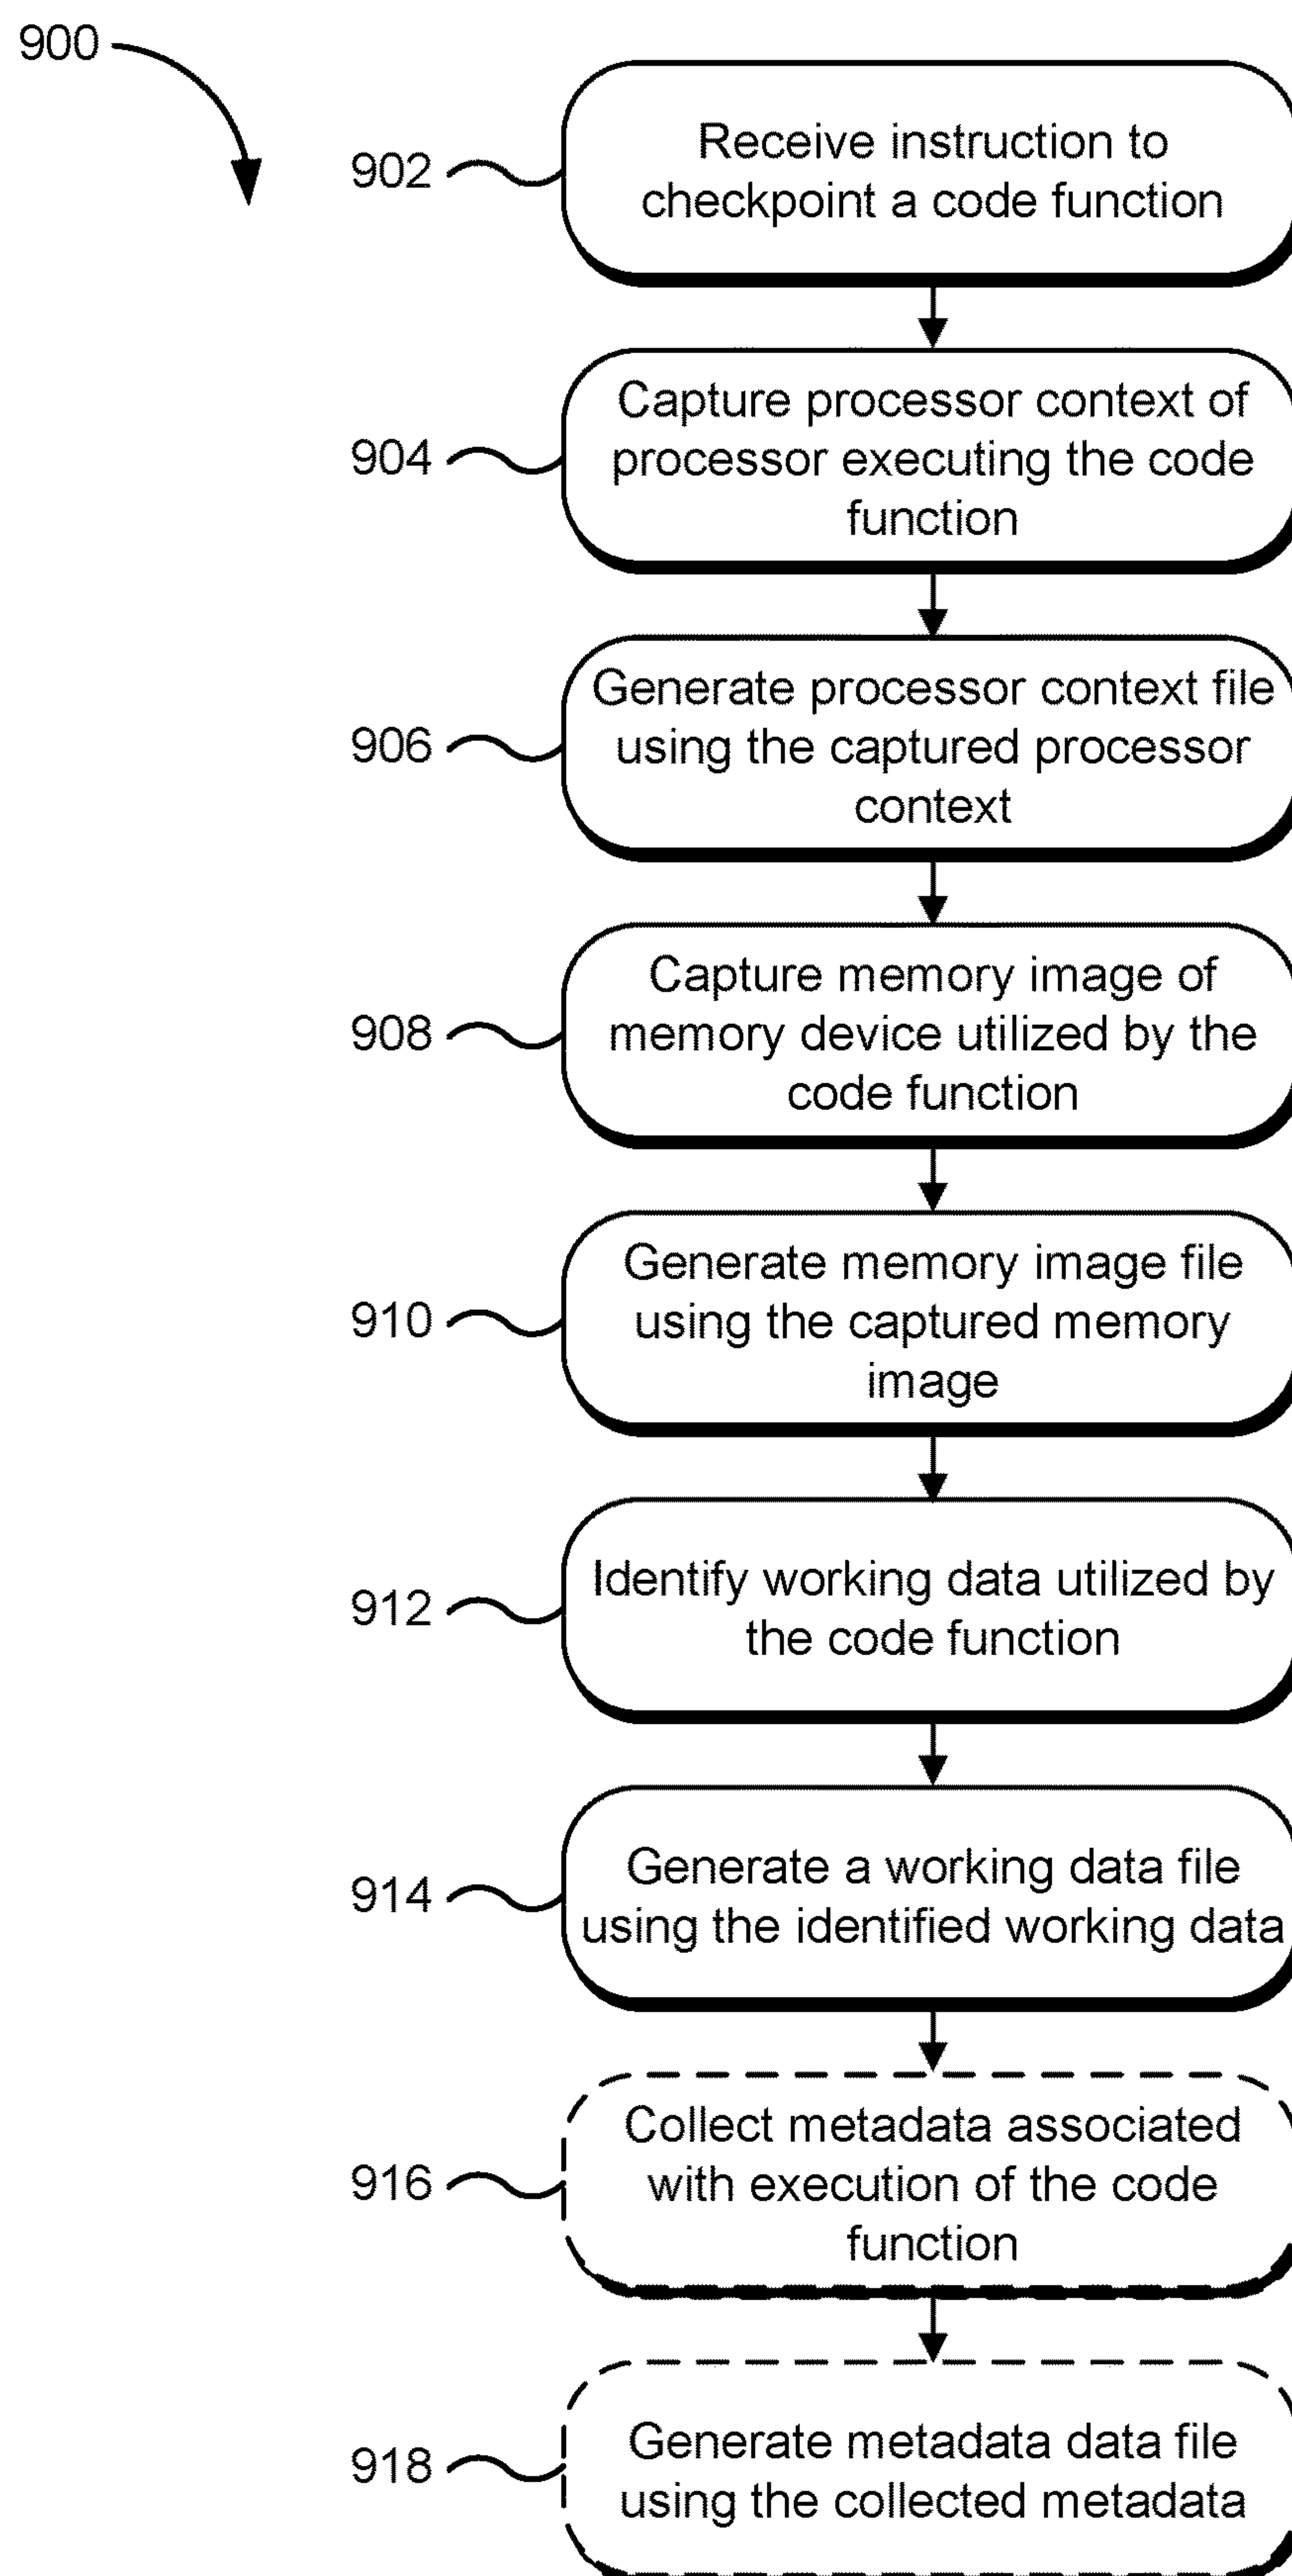 900
902
Receive instruction to
checkpoint a code function
904
Capture processor context of
processor executing the code
function
906
Generate processor context file
using the captured processor
context
908
Capture memory image of
memory device utilized by the
code function
910
Generate memory image file
using the captured memory
image
912
Identify working data utilized by
the code function
914
Generate a working data file
using the identified working data
916
Collect metadata associated
with execution of the code
function
918
Generate metadata data file
using the collected metadata